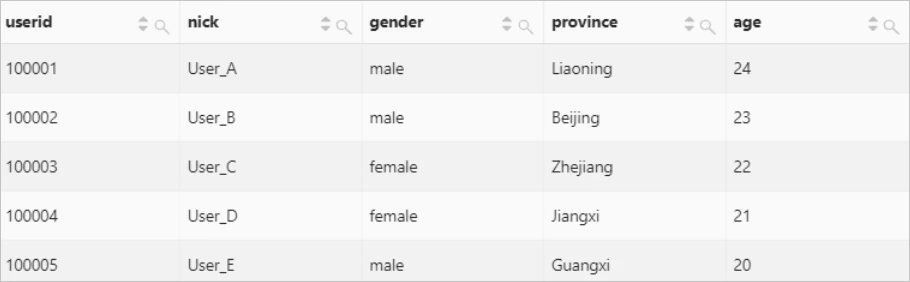 userid nick gender province age
100001 User_A male Liaoning 24
100002 User_B male Beijing 23
100003 User_C female Zhejiang 22
100004 User_D female Jiangxi 21
100005 User_E male Guangxi 20